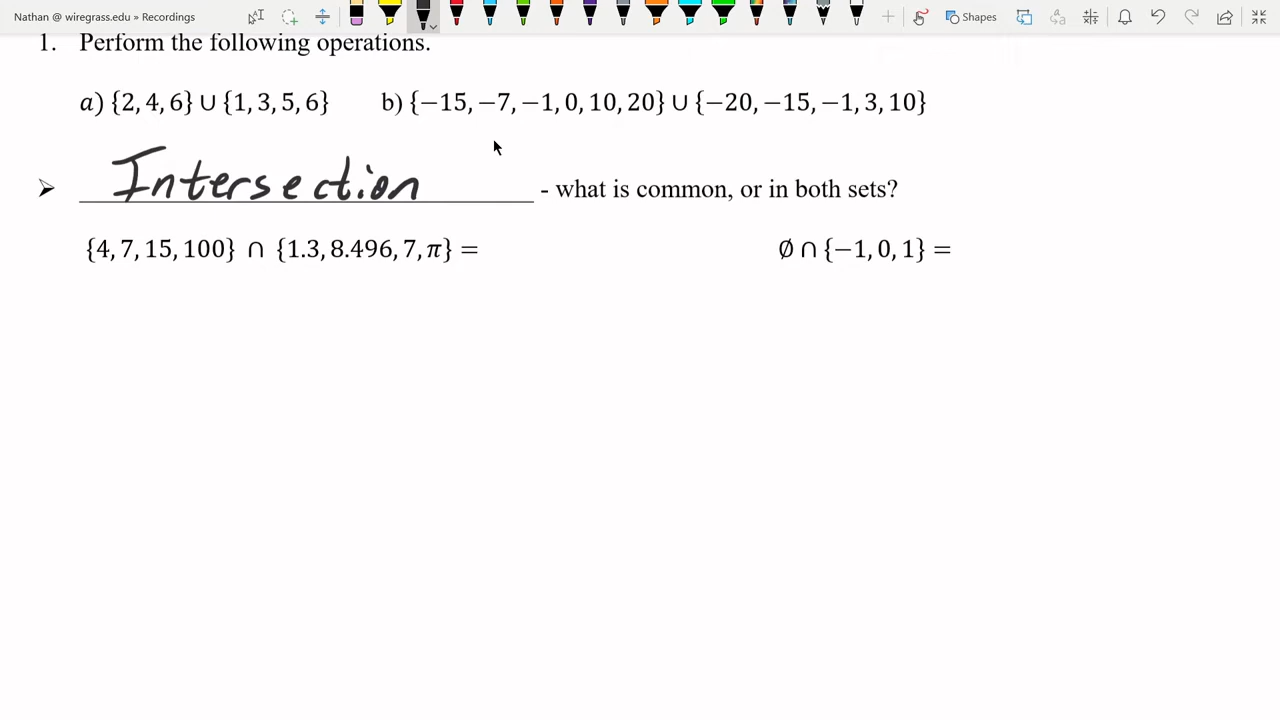 Nathan @ wiregrass.edu » Recordings
Shapes
1. Perform the following operations.
a) {2, 4, 6} ∪ {1, 3, 5, 6} b) {−15, −7, −1, 0, 10, 20} ∪ {−20, −15, −1, 3, 10}
➢ Intersection - what is common, or in both sets?
{4, 7, 15, 100} ∩ {1.3, 8.496, 7, π} = ∅ ∩ {−1, 0, 1} =